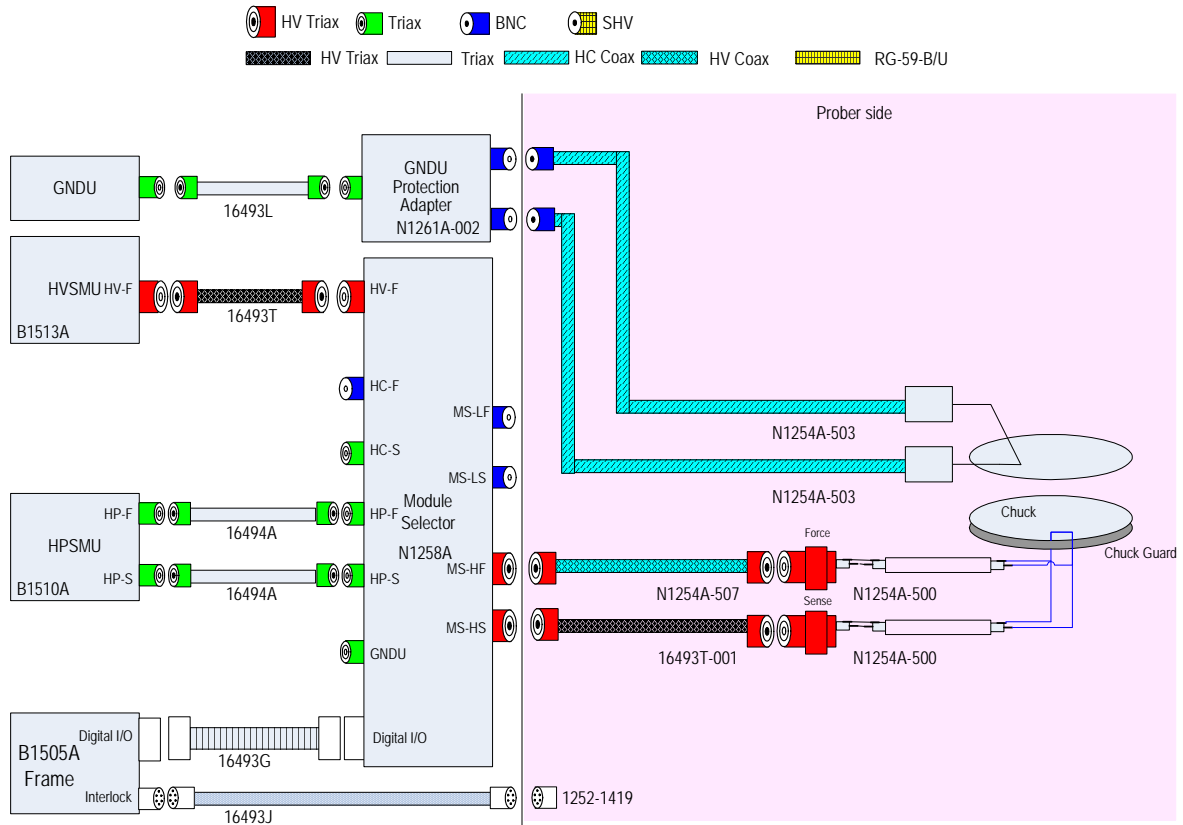 HV Triax
Triax
BNC
SHV
HV Triax
Triax
HC Coax
HV Coax
RG-59-B/U
Prober side
GNDU
16493L
GNDU
Protection
Adapter
N1261A-002
HVSMU
HV-F
B1513A
16493T
HV-F
HC-F
HC-S
MS-LF
MS-LS
Module
Selector
N1258A
HP-F
HPSMU
HP-S
B1510A
16494A
16494A
HP-F
HP-S
MS-HF
MS-HS
GNDU
Digital I/O
N1254A-503
N1254A-503
Chuck
Chuck Guard
Force
N1254A-507
N1254A-500
Sense
16493T-001
N1254A-500
Digital I/O
B1505A
Frame
Interlock
16493G
16493J
1252-1419